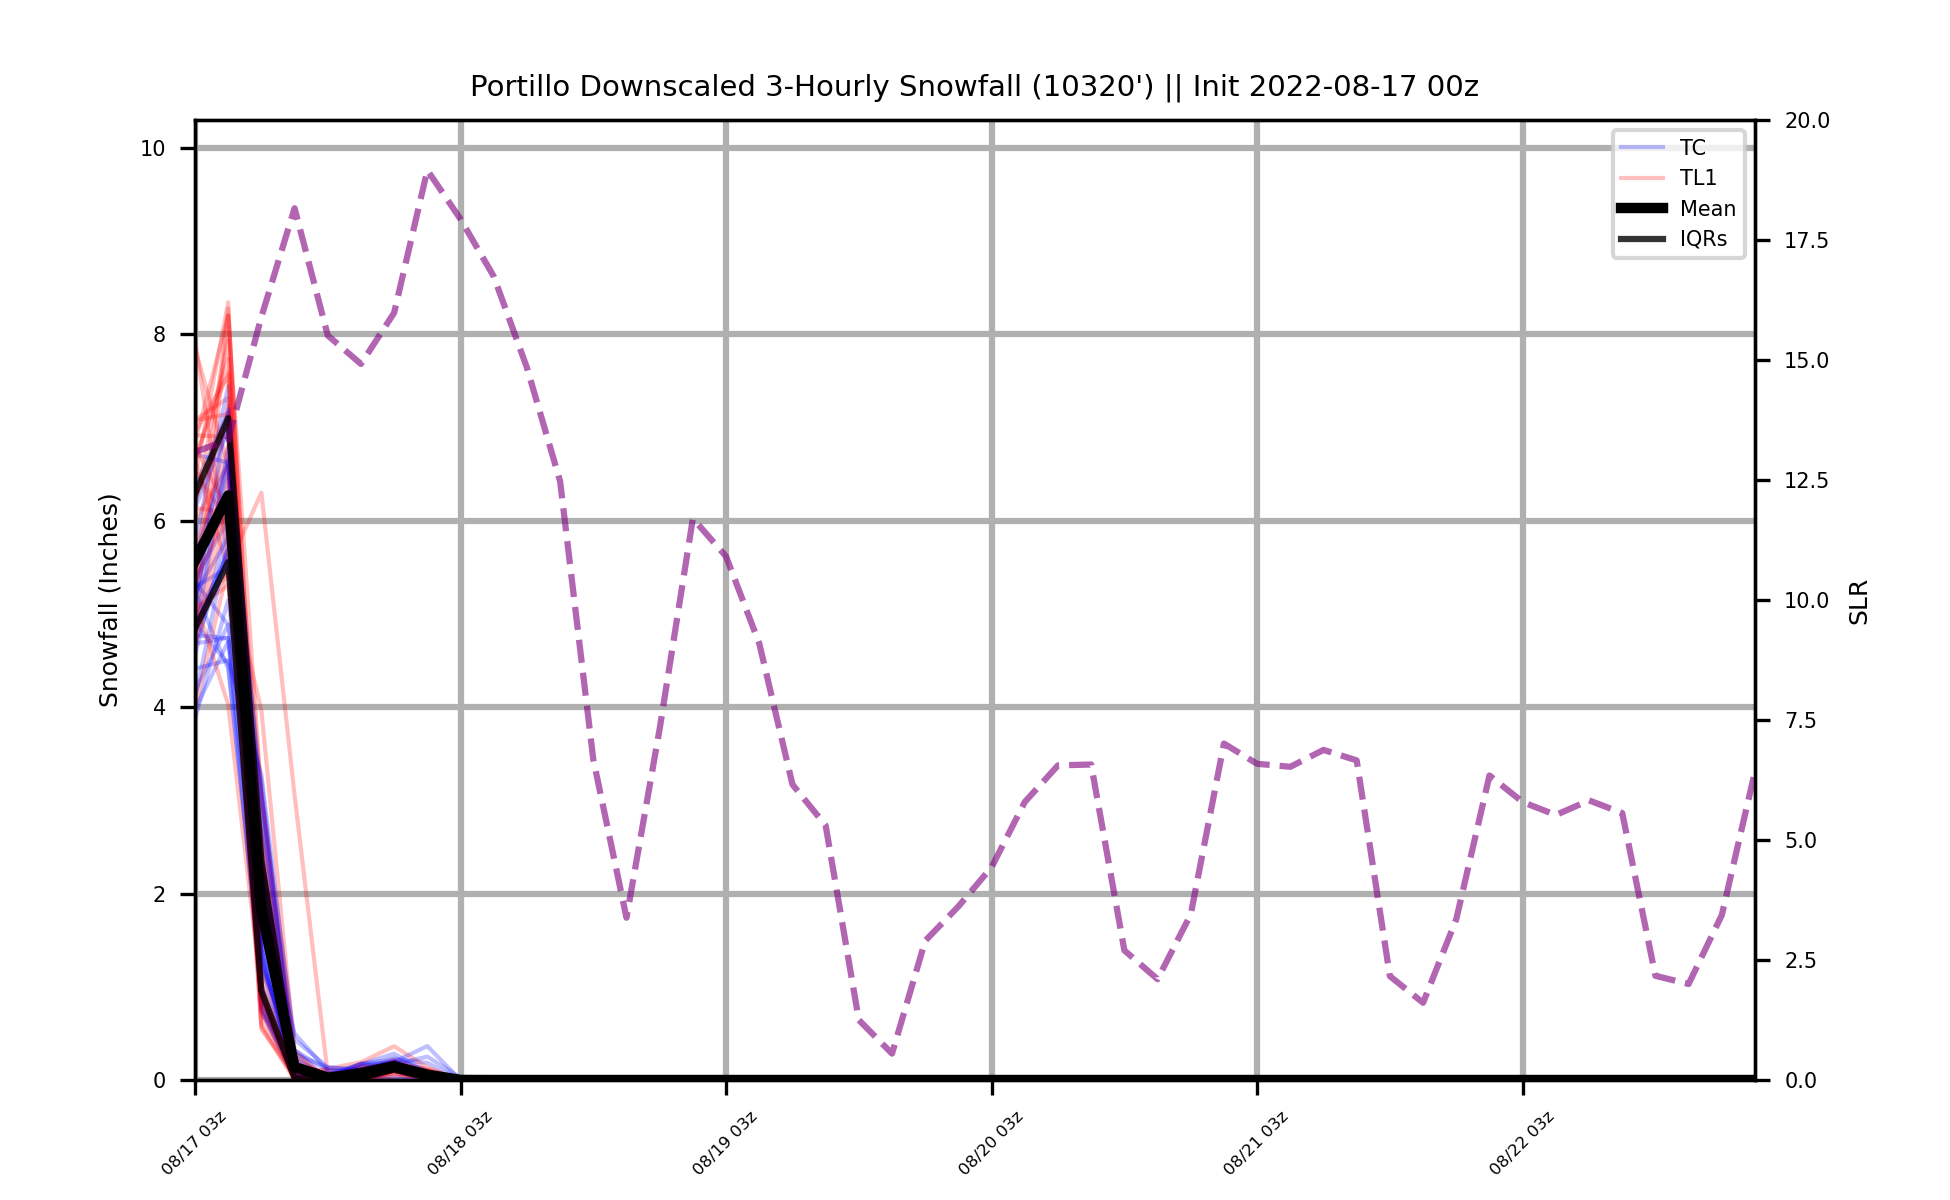 Portillo Downscaled 3-Hourly Snowfall (10320') || Init 2022-08-17 00z
TC
TL1
Mean
IQRs
Snowfall (Inches)
10
8
6
4
2
0
20.0
17.5
15.0
12.5
10.0
7.5
5.0
2.5
0.0
SLR
08/17 03z
08/18 03z
08/19 03z
08/20 03z
08/21 03z
08/22 03z